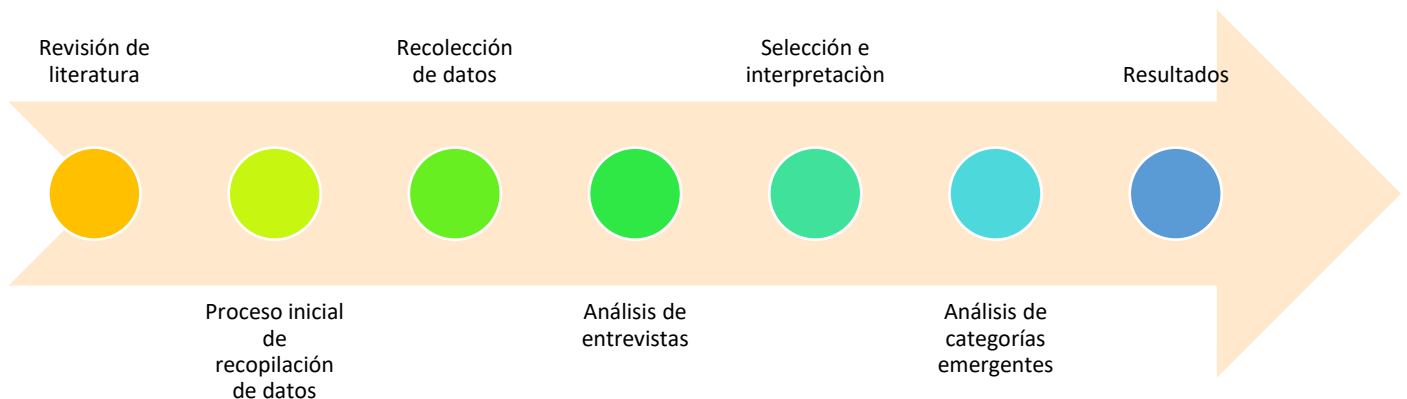 Revisión de
literatura
Proceso inicial
de
recopilación
de datos
Recolección
de datos
Análisis de
entrevistas
Selección e
interpretaciòn
Análisis de
categorías
emergentes
Resultados